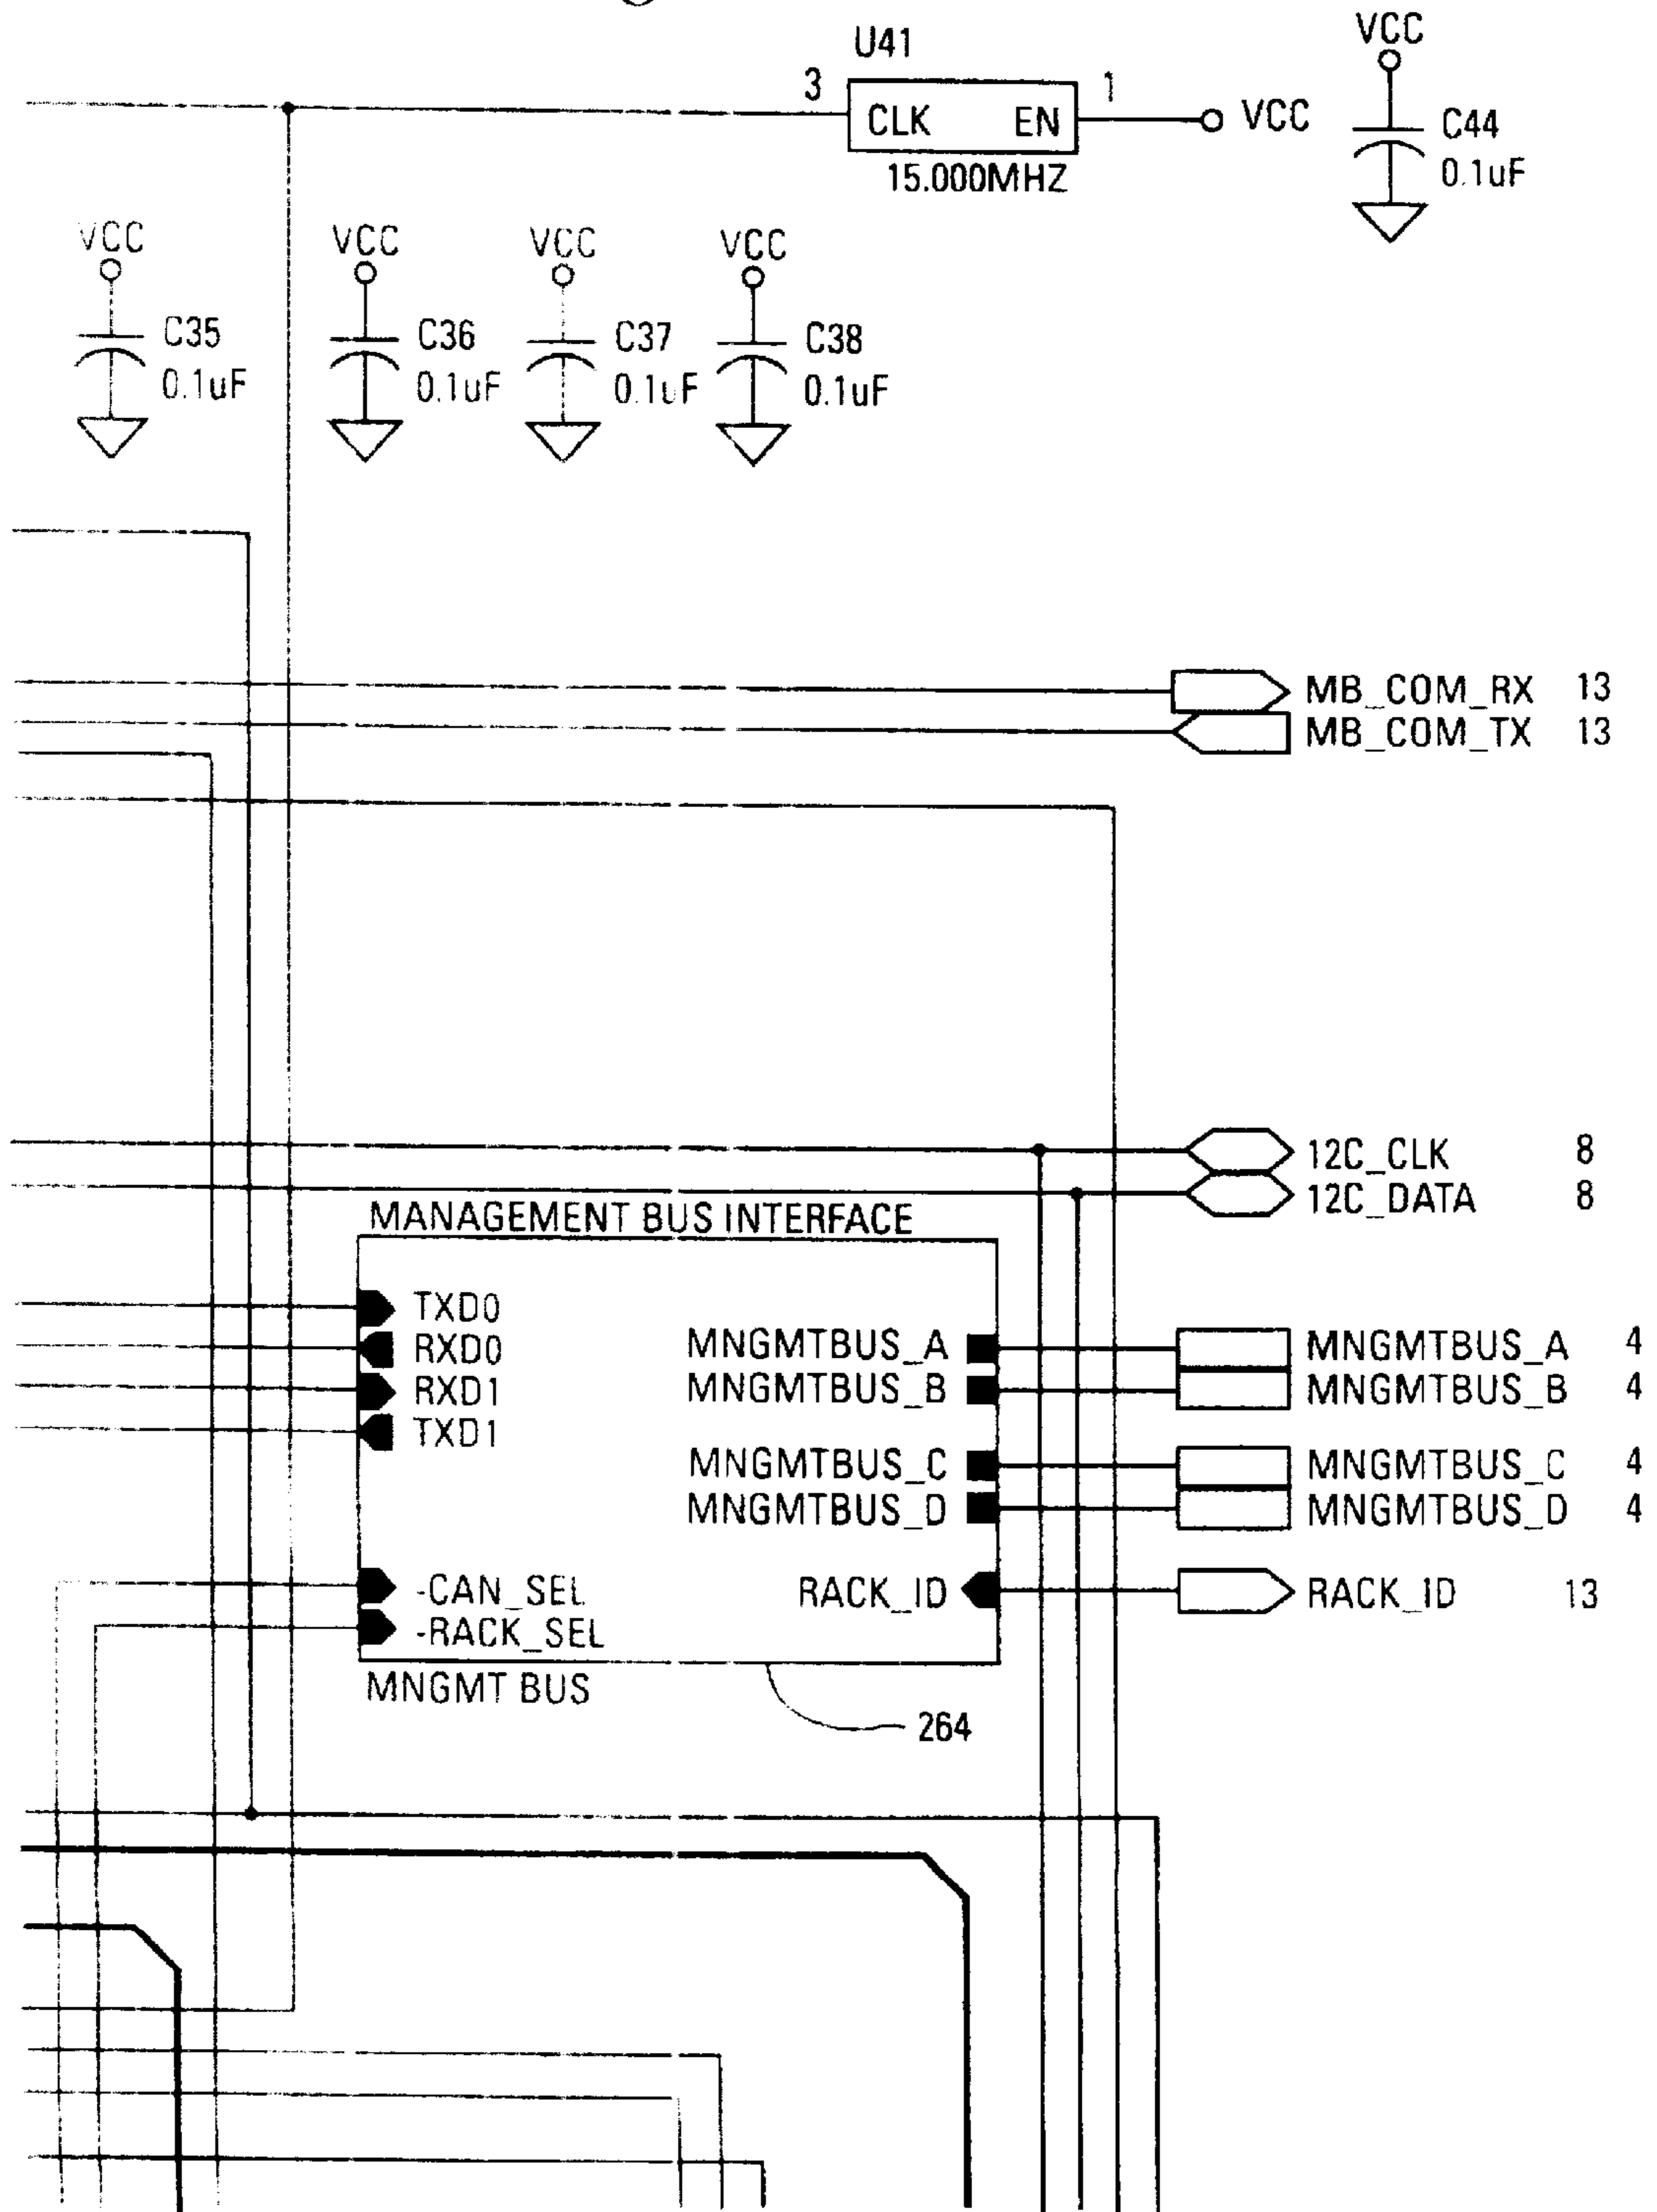 U41
VCC
3
1
CLK EN
VCC
C44
15.000MHZ
0.1uF
VCC
VCC
VCC
VCC
C35
C36
C37
C38
0.1uF
0.1uF
0.1uF
0.1uF
MB_COM_RX 13
MB_COM_TX 13
12C_CLK 8
12C_DATA 8
MANAGEMENT BUS INTERFACE
TXD0
RXD0
RXD1
TXD1
MNGMTBUS_A
MNGMTBUS_B
MNGMTBUS_C
MNGMTBUS_D
MNGMTBUS_A 4
MNGMTBUS_B 4
MNGMTBUS_C 4
MNGMTBUS_D 4
-CAN_SEL
-RACK_SEL
RACK_ID
RACK_ID 13
MNGMT BUS
264